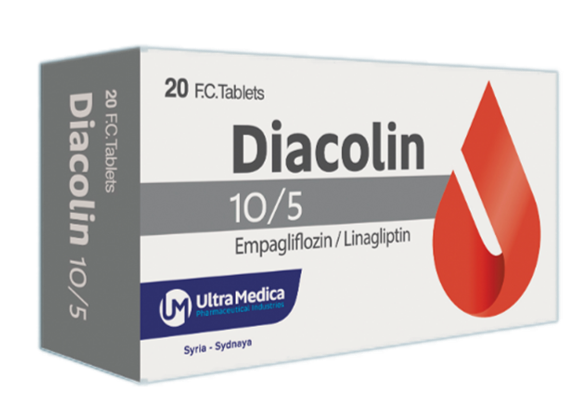 20 F.C.Tablets
Diacolin 10/5
20 F.C.Tablets
Diacolin
10/5
Empagliflozin / Linagliptin
UM Ultra Medica
Pharmaceutical Industries
Syria - Sydnaya